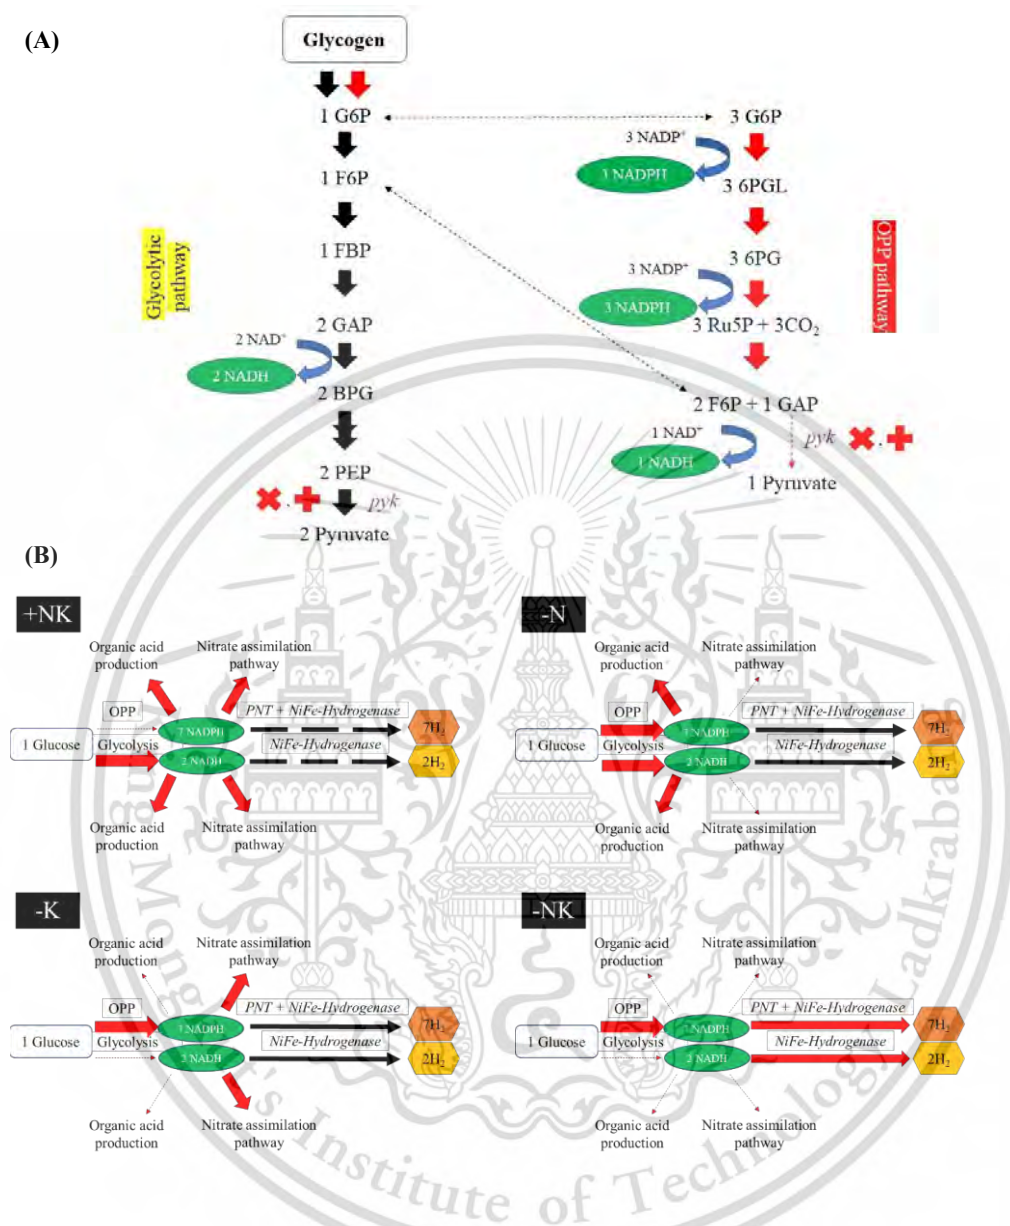 (A)
Glycogen
1 G6P
3 G6P
3 NADP⁺
3 NADPH
1 F6P
3 6PGL
1 FBP
3 6PG
3 NADP⁺
3 NADPH
Glycolytic
pathway
OPP pathway
2 GAP
3 Ru5P + 3CO₂
2 NAD⁺
2 NADH
2 BPG
2 F6P + 1 GAP
1 NAD⁺
pyk
1 NADH
2 PEP
1 Pyruvate
pyk
2 Pyruvate
(B)
+NK
Organic acid
production
Nitrate assimilation
pathway
OPP
PNT + NiFe-Hydrogenase
NADPH
7H₂
1 Glucose
Glycolysis
NiFe-Hydrogenase
2 NADH
2H₂
Organic acid
production
Nitrate assimilation
pathway
-N
Organic acid
production
Nitrate assimilation
pathway
OPP
PNT + NiFe-Hydrogenase
NADPH
7H₂
1 Glucose
Glycolysis
NiFe-Hydrogenase
2 NADH
2H₂
Organic acid
production
Nitrate assimilation
pathway
-K
Organic acid
production
Nitrate assimilation
pathway
OPP
PNT + NiFe-Hydrogenase
NADPH
7H₂
1 Glucose
Glycolysis
NiFe-Hydrogenase
NADH
2H₂
Organic acid
production
Nitrate assimilation
pathway
-NK
Organic acid
production
Nitrate assimilation
pathway
OPP
PNT + NiFe-Hydrogenase
NADPH
7H₂
1 Glucose
Glycolysis
NiFe-Hydrogenase
2 NADH
2H₂
Organic acid
production
Nitrate assimilation
pathway
Institute of Technology Ladkrabang